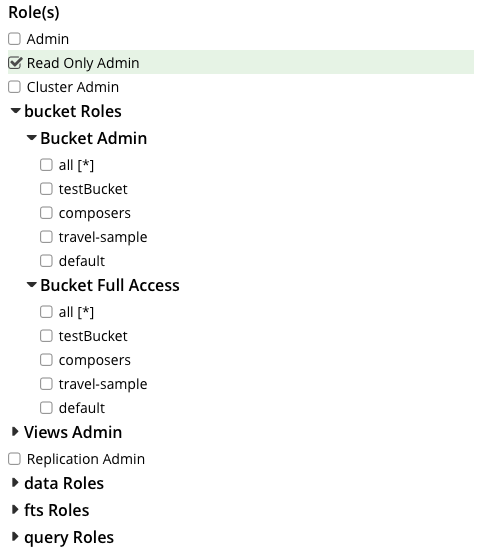 Role(s)
Admin
Read Only Admin
Cluster Admin
bucket Roles
Bucket Admin
all [*]
testBucket
composers
travel-sample
default
Bucket Full Access
all [*]
testBucket
composers
travel-sample
default
Views Admin
Replication Admin
data Roles
fts Roles
query Roles